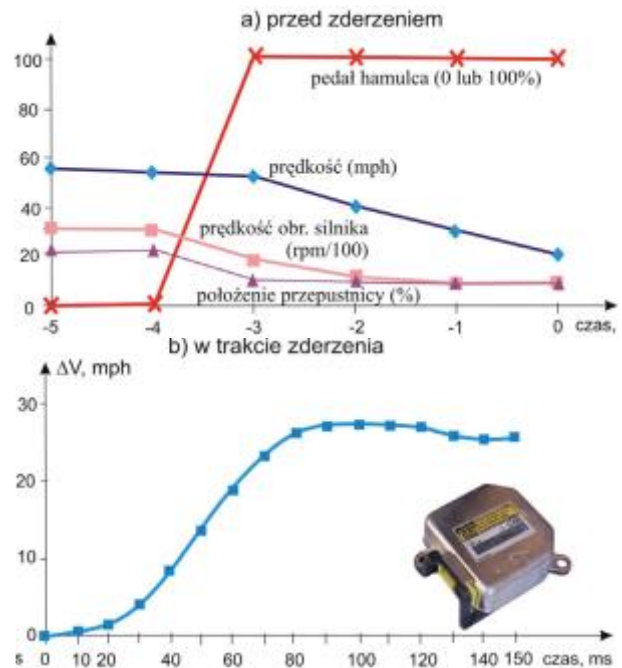 a) przed zderzeniem
100
pedał hamulca (0 lub 100%)
80
60
prędkość (mph)
40
prędkość obr. silnika
(rpm/100)
20
położenie przepustnicy (%)
0
-5 -4 -3 -2 -1 0 czas,
b) w trakcie zderzenia
ΔV, mph
30
20
10
0
s 0 10 20 40 60 80 100 120 140 150 czas, ms